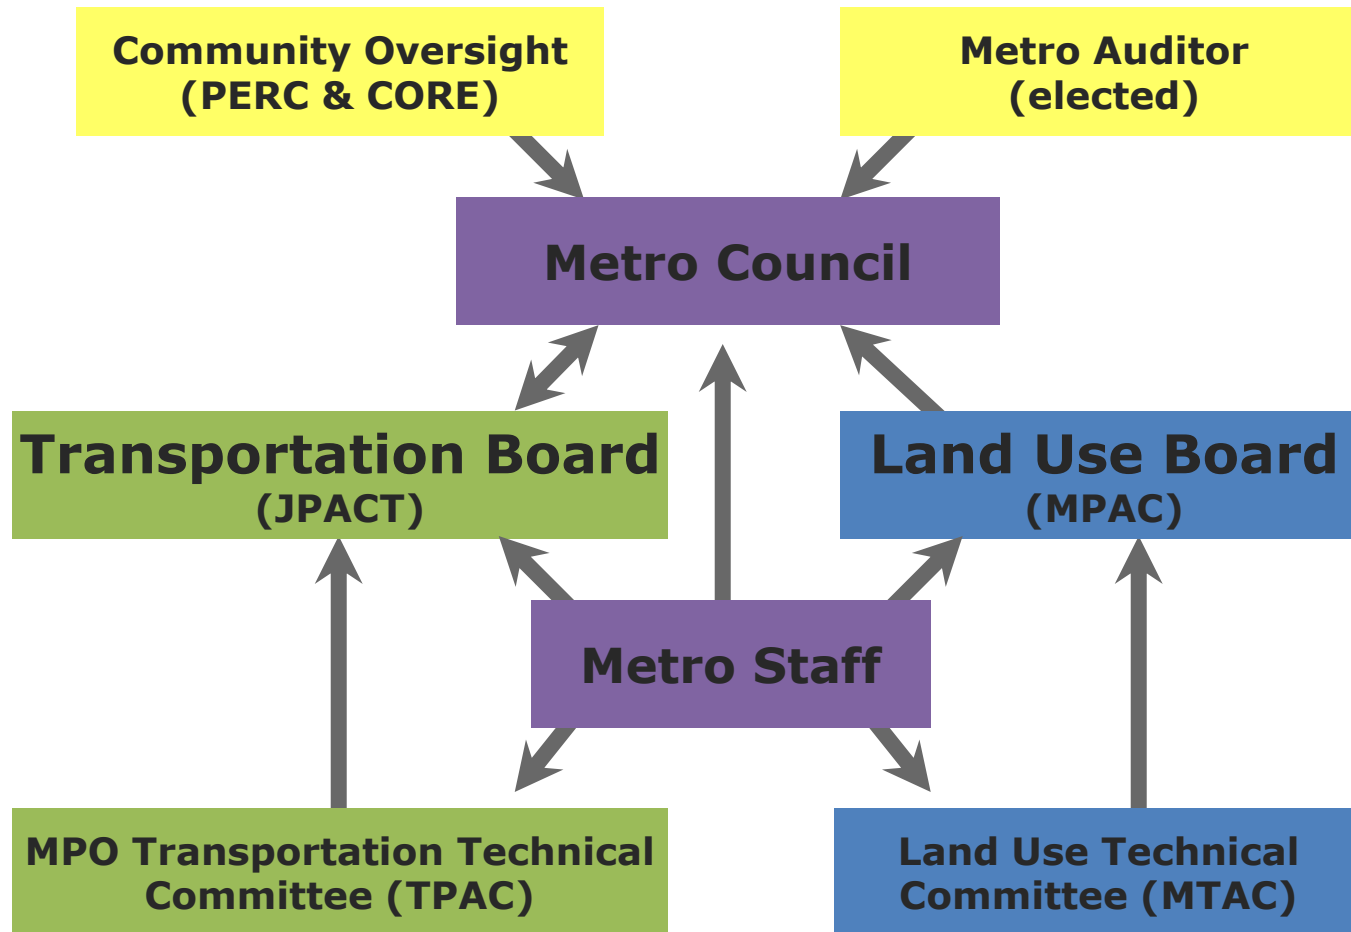 Community Oversight
(PERC & CORE)
Metro Auditor
(elected)
Metro Council
Transportation Board
(JPACT)
Land Use Board
(MPAC)
Metro Staff
MPO Transportation Technical
Committee (TPAC)
Land Use Technical
Committee (MTAC)